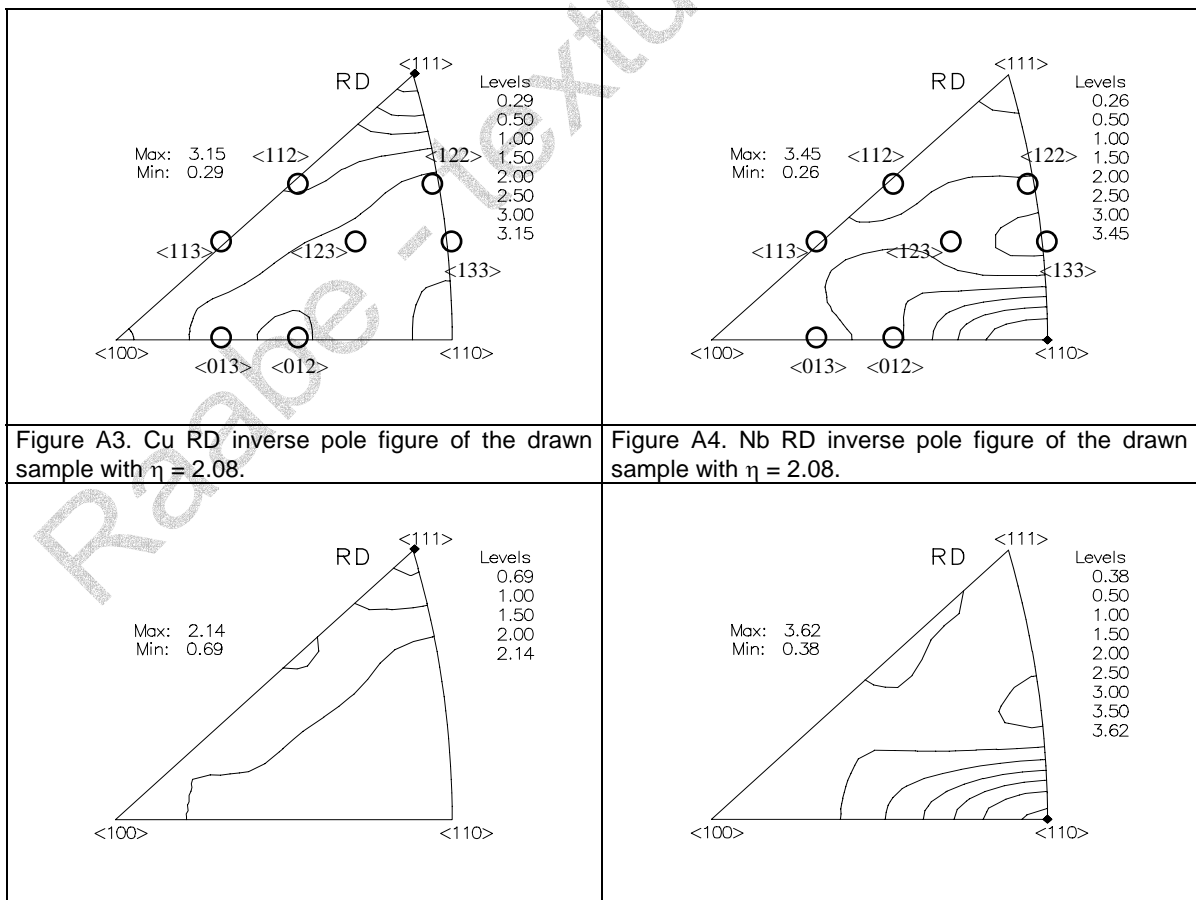 <111>
RD
Levels
0.29
0.50
1.00
1.50
2.00
2.50
3.00
3.15
Max: 3.15
Min: 0.29
<112>
<122>
<113>
<123>
<133>
<100>
<110>
<013>
<012>
<111>
RD
Levels
0.26
0.50
1.00
1.50
2.00
2.50
3.00
3.45
Max: 3.45
Min: 0.26
<112>
<122>
<113>
<123>
<133>
<100>
<110>
<013>
<012>
Figure A3. Cu RD inverse pole figure of the drawn
sample with η = 2.08.
Figure A4. Nb RD inverse pole figure of the drawn
sample with η = 2.08.
<111>
RD
Levels
0.69
1.00
1.50
2.00
2.14
Max: 2.14
Min: 0.69
<100>
<110>
<111>
RD
Levels
0.38
0.50
1.00
1.50
2.00
2.50
3.00
3.50
3.62
Max: 3.62
Min: 0.38
<100>
<110>
Raabe - textu